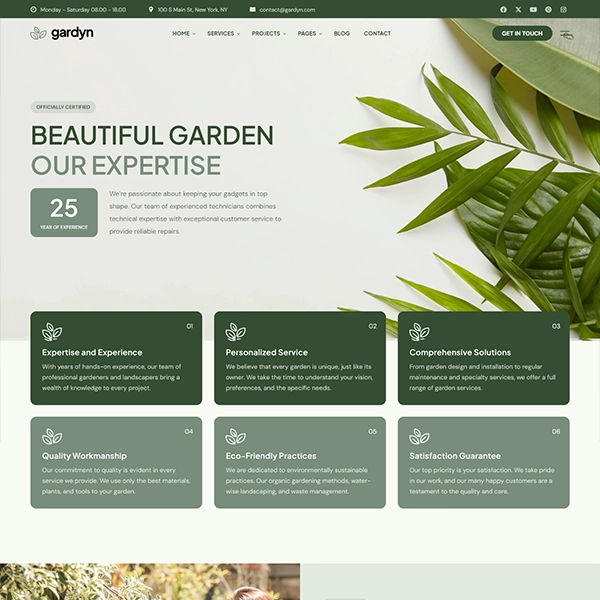 Monday - Saturday 08.00 - 18.00
100 S Main St, New York, NY
contact@gardyn.com
gardyn
HOME
SERVICES
PROJECTS
PAGES
BLOG
CONTACT
GET IN TOUCH
OFFICIALLY CERTIFIED
BEAUTIFUL GARDEN
OUR EXPERTISE
25
YEAR OF EXPERIENCE
We're passionate about keeping your gadgets in top
shape. Our team of experienced technicians combines
technical expertise with exceptional customer service to
provide reliable repairs.
01
Expertise and Experience
With years of hands-on experience, our team of
professional gardeners and landscapers bring a
wealth of knowledge to every project.
02
Personalized Service
We believe that every garden is unique, just like its
owner. We take the time to understand your vision,
preferences, and the specific needs.
03
Comprehensive Solutions
From garden design and installation to regular
maintenance and specialty services, we offer a full
range of garden services.
04
Quality Workmanship
Our commitment to quality is evident in every
service we provide. We use only the best materials,
plants, and tools to your garden.
05
Eco-Friendly Practices
We are dedicated to environmentally sustainable
practices. Our organic gardening methods, water-
wise landscaping, and waste management.
06
Satisfaction Guarantee
Our top priority is your satisfaction. We take pride
in our work, and our many happy customers are a
testament to the quality and care.